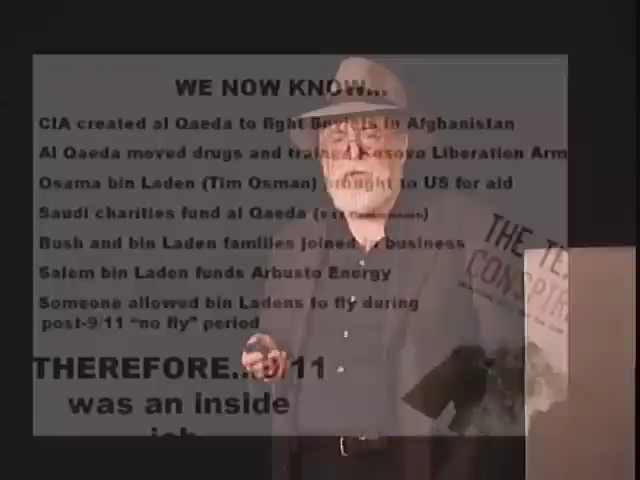 WE NOW KNOW...
CIA created al Qaeda to fight Soviets in Afghanistan
Al Qaeda moved drugs and trained Kosovo Liberation Arm
Osama bin Laden (Tim Osman) brought to US for aid
Saudi charities fund al Qaeda
Bush and bin Laden families joined in business
Salem bin Laden funds Arbusto Energy
Someone allowed bin Ladens to fly during
post-9/11 "no fly" period
THEREFORE...9/11
was an inside
job
THE TE
CONSPIR